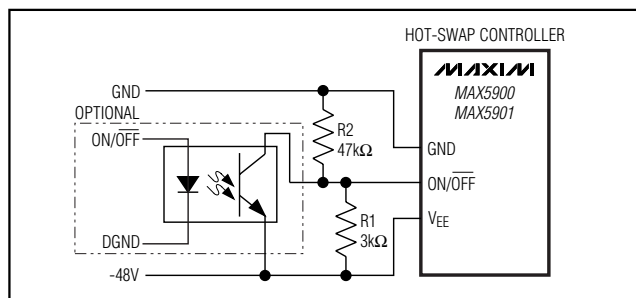 HOT-SWAP CONTROLLER
MAXIM
MAX5900
MAX5901
GND
OPTIONAL
ON/OFF
R2
47kΩ
GND
ON/OFF
R1
3kΩ
VEE
DGND
-48V